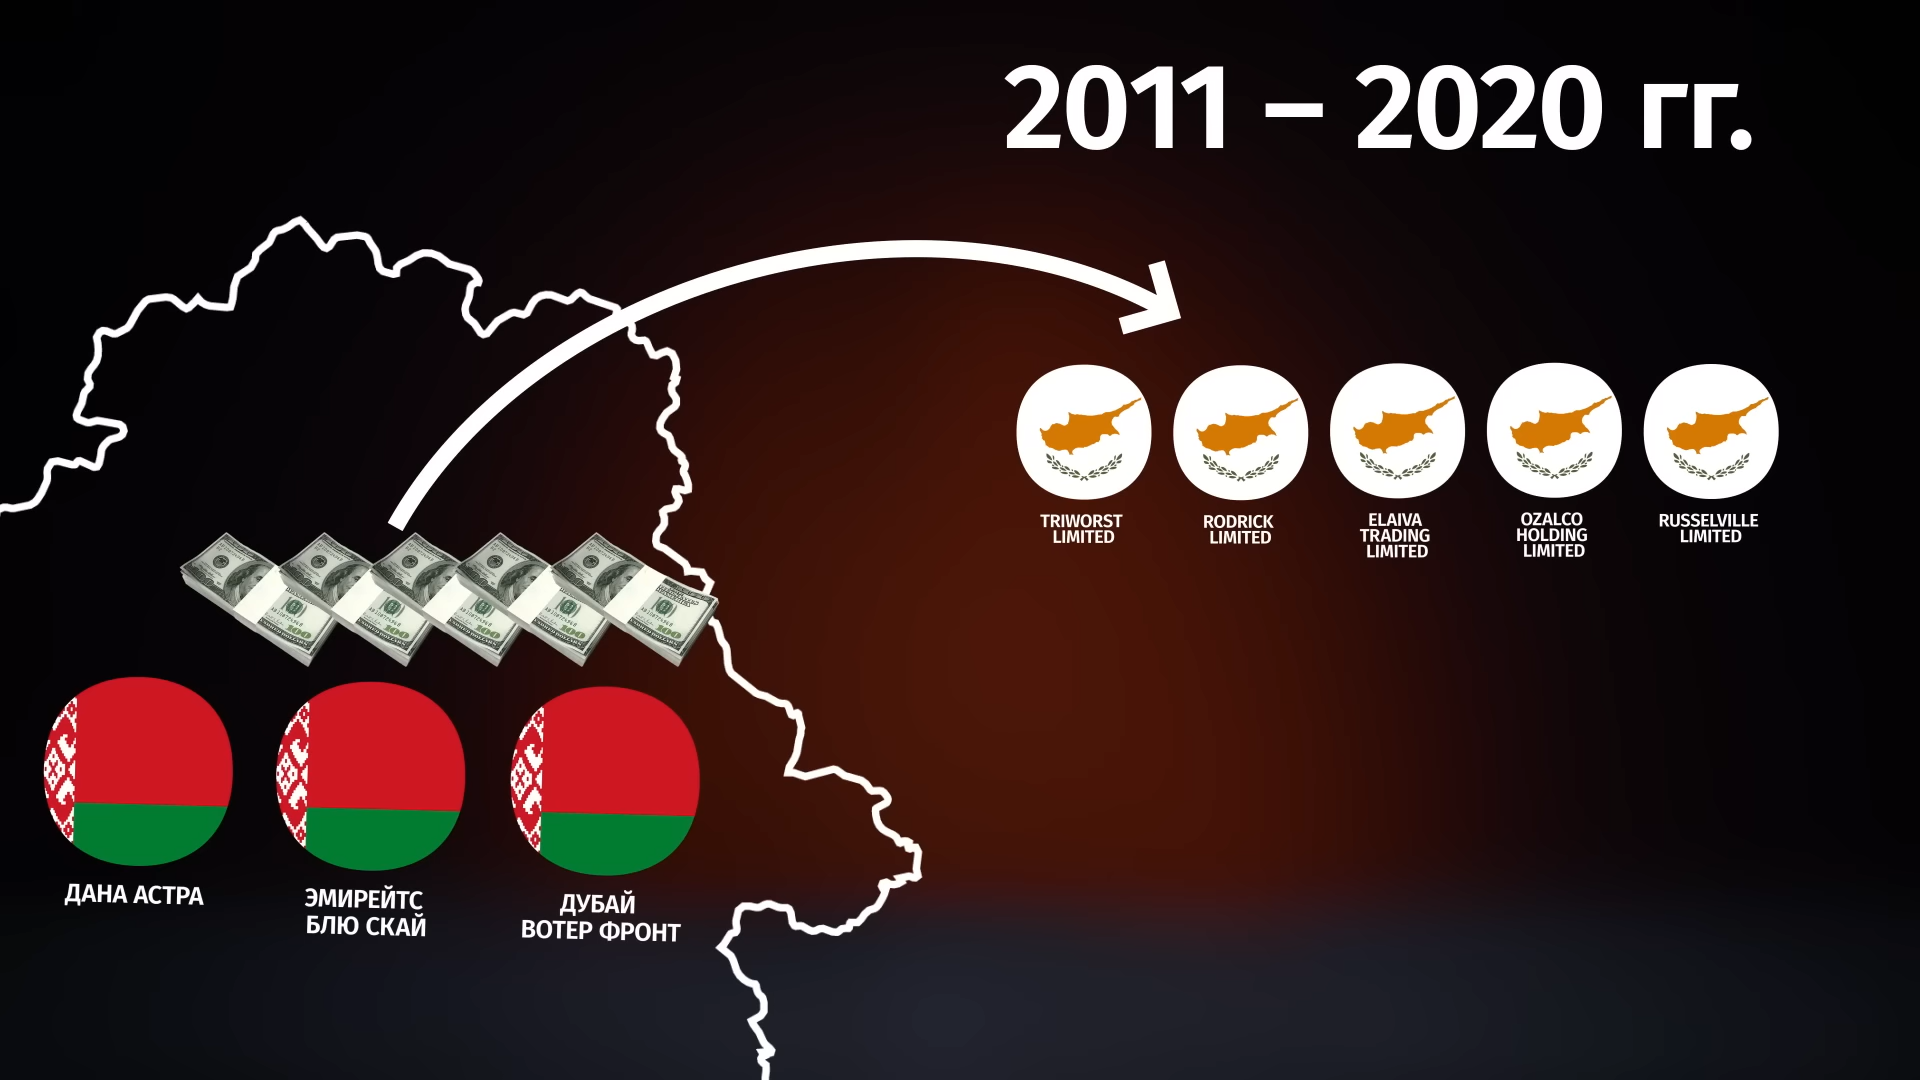 2011 – 2020 гг.
TRIWORST
LIMITED
RODRICK
LIMITED
ELAIVA
TRADING
LIMITED
OZALCO
HOLDING
LIMITED
RUSSELVILLE
LIMITED
ДАНА АСТРА
ЭМИРЕЙТС
БЛЮ СКАЙ
ДУБАЙ
ВОТЕР ФРОНТ